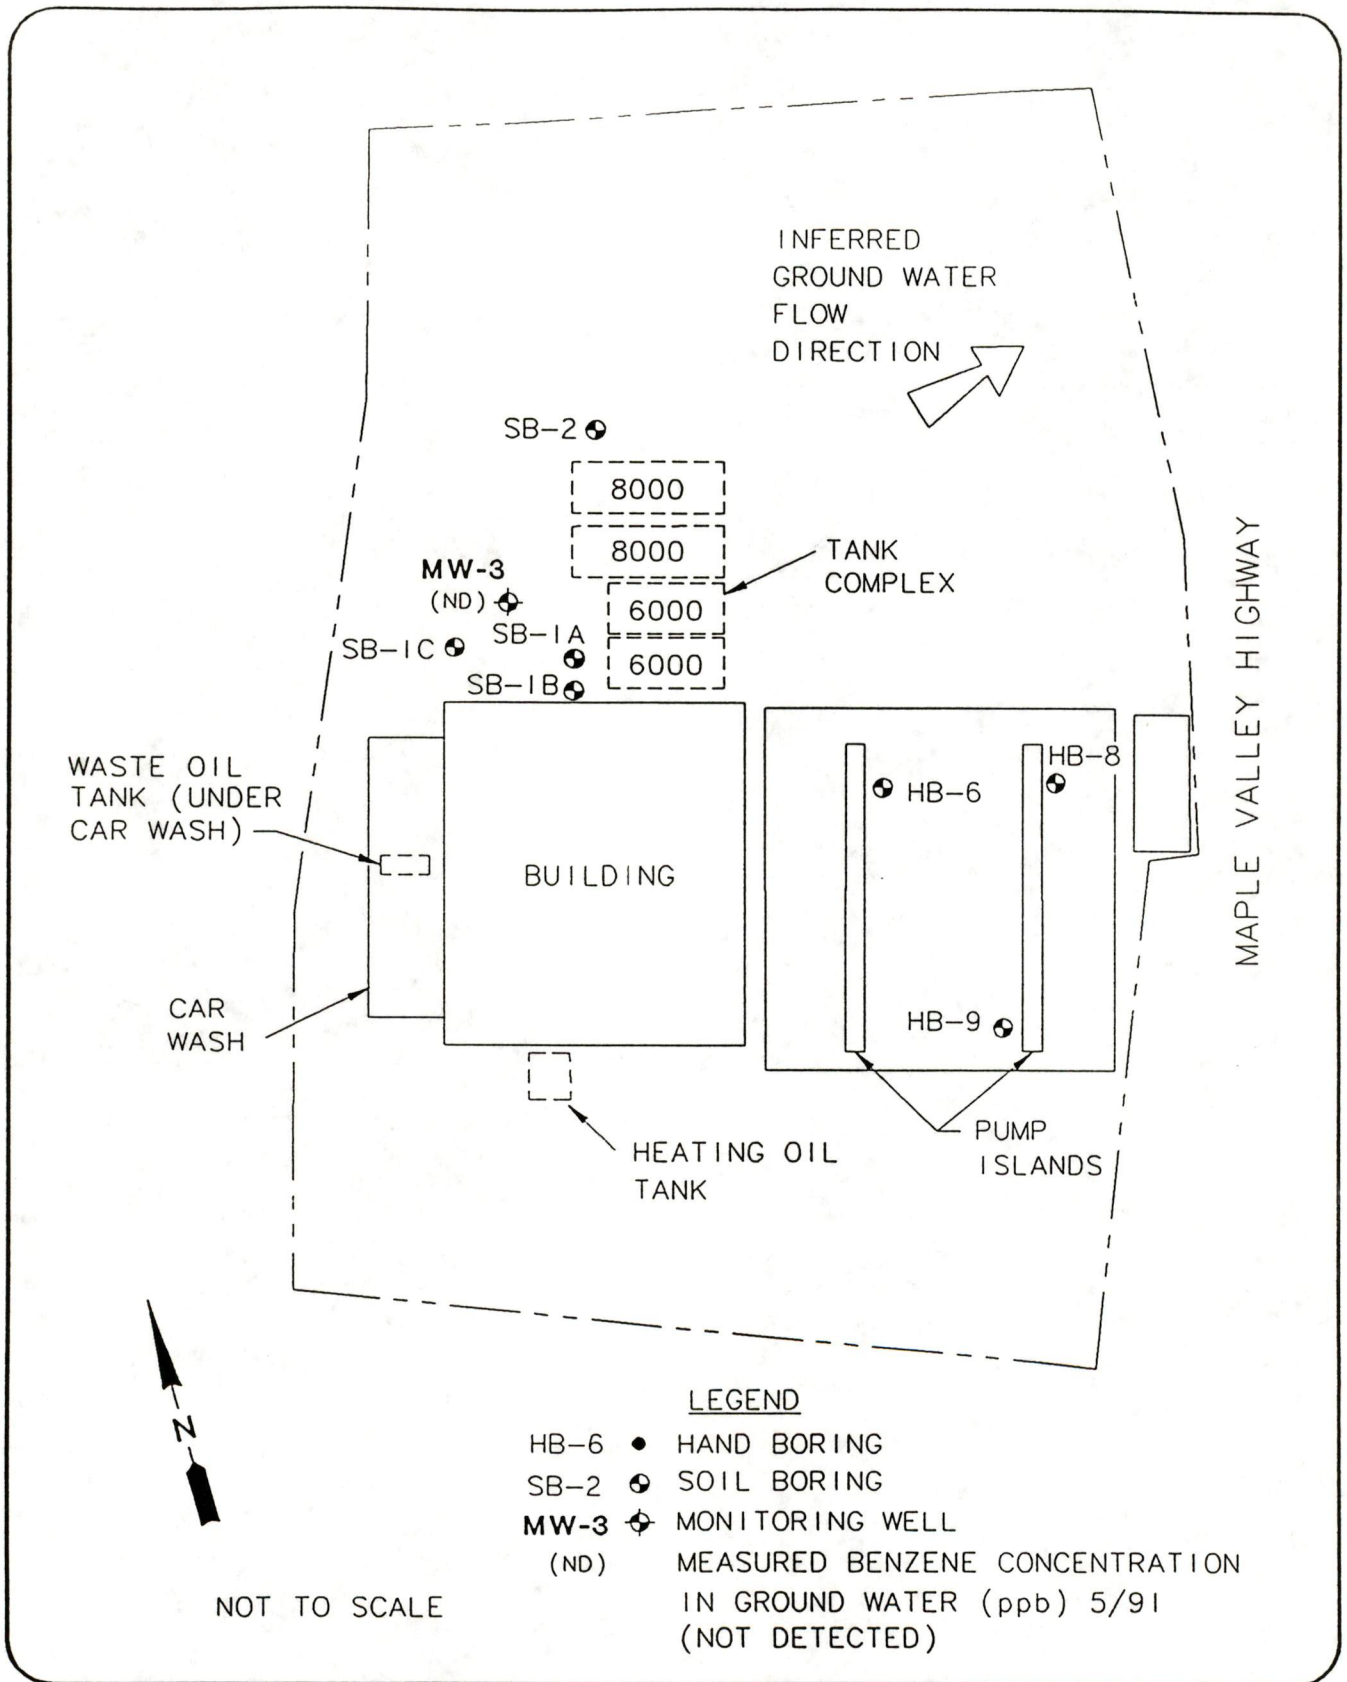 INFERRED
GROUND WATER
FLOW
DIRECTION
SB-2
8000
8000
TANK
COMPLEX
MW-3
(ND)
6000
SB-1A
SB-1C
6000
SB-1B
MAPLE VALLEY HIGHWAY
WASTE OIL
TANK (UNDER
CAR WASH)
HB-8
HB-6
BUILDING
CAR
WASH
HB-9
PUMP
ISLANDS
HEATING OIL
TANK
N
LEGEND
HB-6 HAND BORING
SB-2 SOIL BORING
MW-3 MONITORING WELL
(ND) MEASURED BENZENE CONCENTRATION
IN GROUND WATER (ppb) 5/91
(NOT DETECTED)
NOT TO SCALE